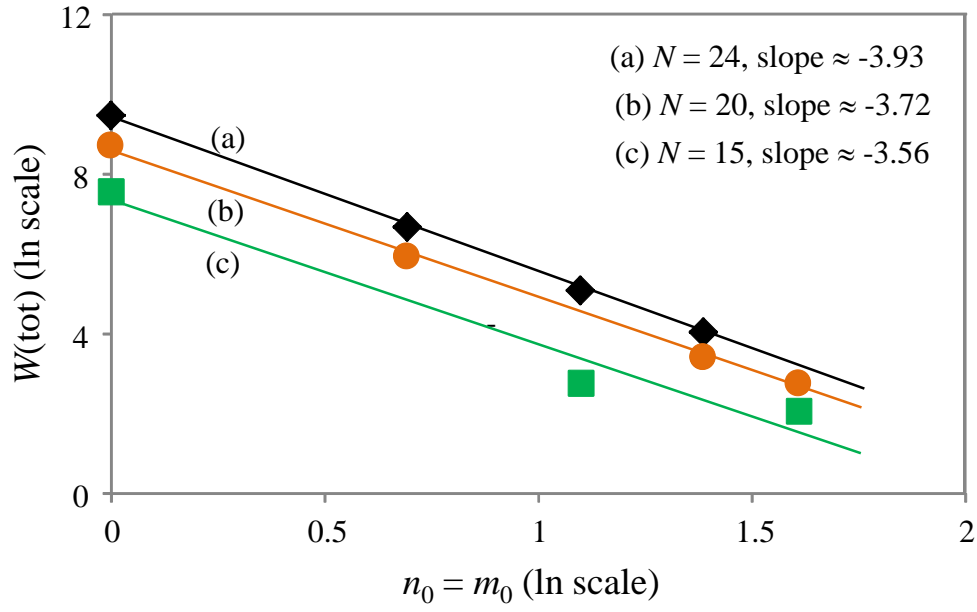 12
8
4
0
W(tot) (ln scale)
(a) N = 24, slope ≈ -3.93
(b) N = 20, slope ≈ -3.72
(c) N = 15, slope ≈ -3.56
(a)
(b)
(c)
0
0.5
1
1.5
2
n₀ = m₀ (ln scale)